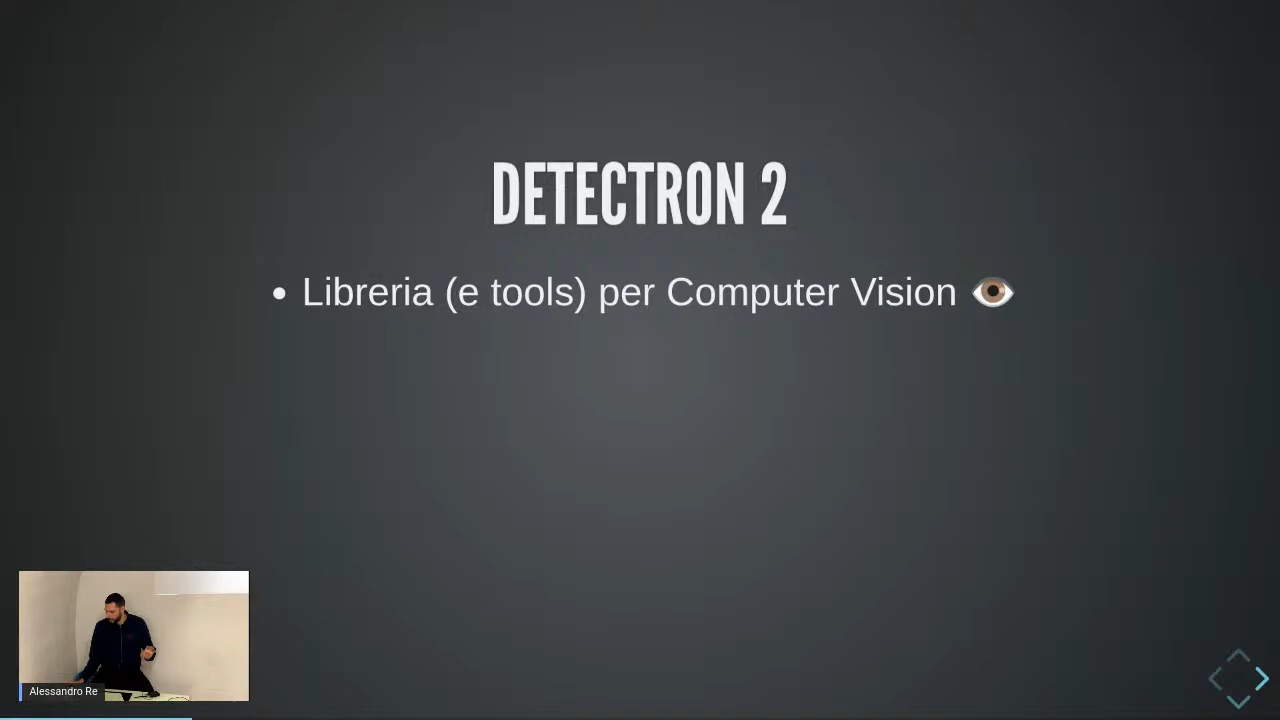 DETECTRON 2
Libreria (e tools) per Computer Vision 👁️
Alessandro Re